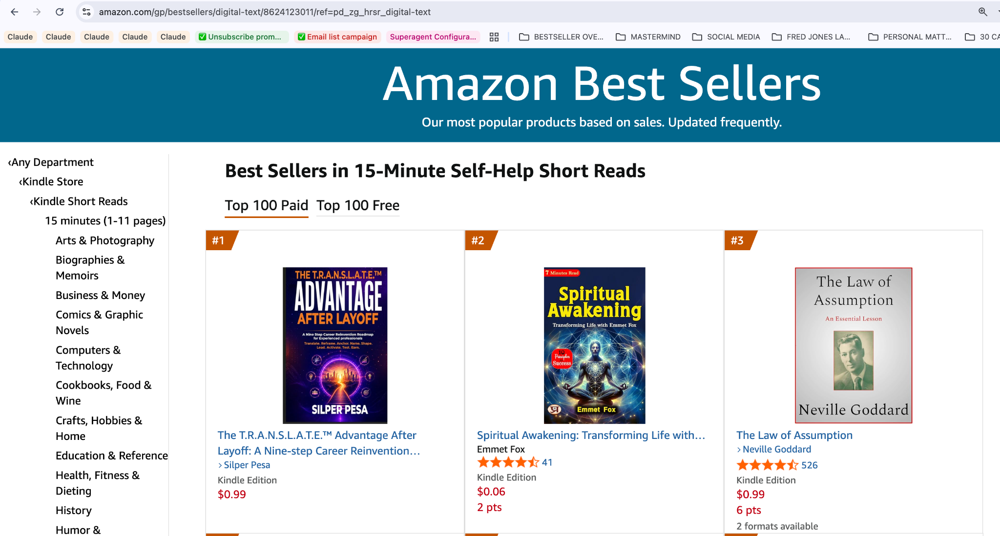 amazon.com/gp/bestsellers/digital-text/8624123011/ref=pd_zg_hrsr_digital-text
Claude Claude Claude Claude Claude ✅ Unsubscribe prom... ✅ Email list campaign Superagent Configura... BESTSELLER OVE... MASTERMIND SOCIAL MEDIA FRED JONES LA... PERSONAL MATT... 30 CA
Amazon Best Sellers
Our most popular products based on sales. Updated frequently.
‹Any Department
‹Kindle Store
‹Kindle Short Reads
15 minutes (1-11 pages)
Arts & Photography
Biographies &
Memoirs
Business & Money
Comics & Graphic
Novels
Computers &
Technology
Cookbooks, Food &
Wine
Crafts, Hobbies &
Home
Education & Reference
Health, Fitness &
Dieting
History
Humor &
Best Sellers in 15-Minute Self-Help Short Reads
Top 100 Paid Top 100 Free
#1
THE T.R.A.N.S.L.A.T.E.™
ADVANTAGE
AFTER LAYOFF
A Nine Step Career Reinvention Roadmap
for Experienced professionals
Translate. Reframe. Anchor. Name. Shape.
Lead. Activate. Test. Earn.
SILPER PESA
The T.R.A.N.S.L.A.T.E.™ Advantage After
Layoff: A Nine-step Career Reinvention…
› Silper Pesa
Kindle Edition
$0.99
#2
7 Minutes Read
Spiritual
Awakening
Transforming Life with Emmet Fox
10
Principles
Success
प्र
Emmet Fox
Spiritual Awakening: Transforming Life with…
Emmet Fox
41
Kindle Edition
$0.06
2 pts
#3
The Law of
Assumption
An Essential Lesson
Neville Goddard
The Law of Assumption
› Neville Goddard
526
Kindle Edition
$0.99
6 pts
2 formats available